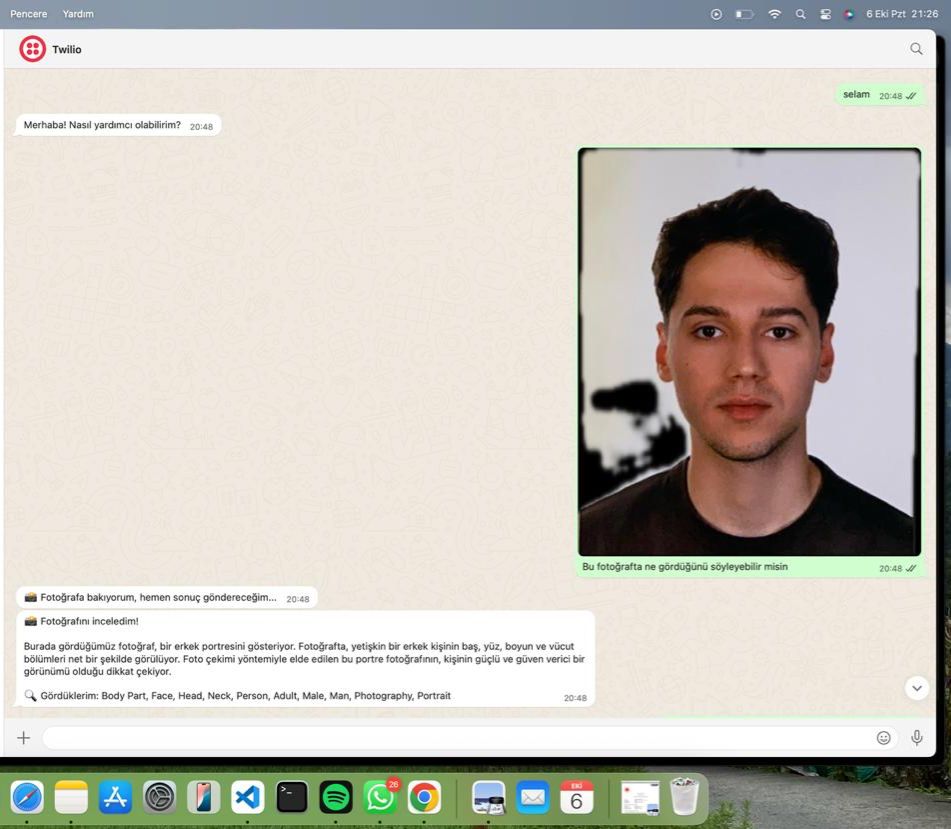 Pencere Yardım 6 Eki Pzt 21:26
Twilio
selam 20:48
Merhaba! Nasıl yardımcı olabilirim? 20:48
Bu fotoğrafta ne gördüğünü söyleyebilir misin 20:48
📸 Fotoğrafa bakıyorum, hemen sonuç göndereceğim... 20:48
📸 Fotoğrafını inceledim!
Burada gördüğümüz fotoğraf, bir erkek portresini gösteriyor. Fotoğrafta, yetişkin bir erkek kişinin baş, yüz, boyun ve vücut
bölümleri net bir şekilde görülüyor. Foto çekimi yöntemiyle elde edilen bu portre fotoğrafının, kişinin güçlü ve güven verici bir
görünümü olduğu dikkat çekiyor.
🔍 Gördüklerim: Body Part, Face, Head, Neck, Person, Adult, Male, Man, Photography, Portrait 20:48
26
EKİ
6